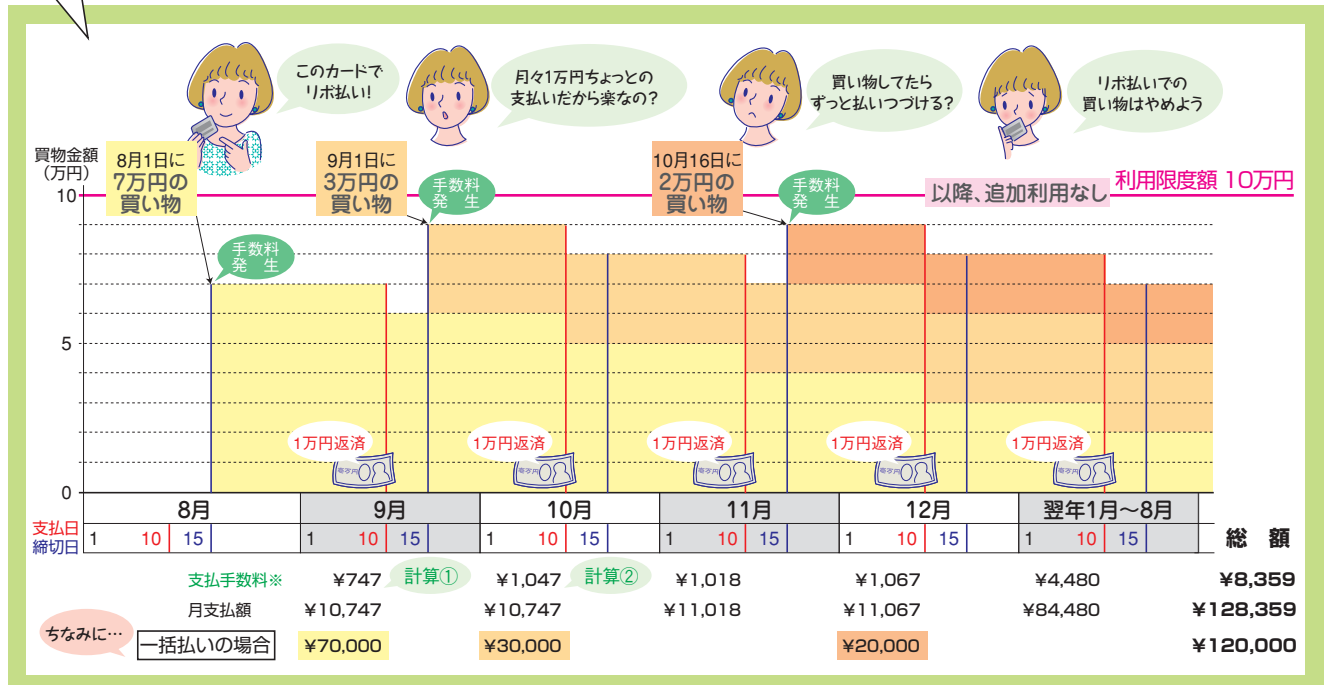 このカードで
リボ払い!
月々1万円ちょっとの
支払いだから楽なの?
買い物してたら
ずっと払いつづける?
リボ払いでの
買い物はやめよう
買物金額
(万円)
8月1日に
7万円の
買い物
9月1日に
3万円の
買い物
手数料
発 生
10月16日に
2万円の
買い物
手数料
発 生
以降、追加利用なし
利用限度額 10万円
10
手数料
発 生
5
1万円返済
1万円返済
1万円返済
1万円返済
1万円返済
0
8月 9月 10月 11月 12月 翌年1月〜8月
支払日
締切日
1 10 15 1 10 15 1 10 15 1 10 15 1 10 15 1 10 15
総 額
支払手数料※ ¥747 計算① ¥1,047 計算② ¥1,018 ¥1,067 ¥4,480 ¥8,359
月支払額 ¥10,747 ¥10,747 ¥11,018 ¥11,067 ¥84,480 ¥128,359
ちなみに…
一括払いの場合 ¥70,000 ¥30,000 ¥20,000 ¥120,000